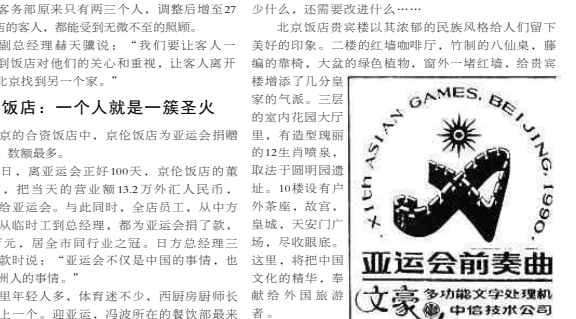 客务部原来只有两三个人，调整后增至27
店的客人，都能受到无微不至的照顾。
副总经理赫天骥说：“我们要让客人一
到饭店对他们的关心和重视，让客人离开
北京找到另一个家。”
饭店：一个人就是一簇圣火
京的合资饭店中，京伦饭店为亚运会捐赠
数额最多。
日，离亚运会正好100天，京伦饭店的董
，把当天的营业额13.2万外汇人民币，
给亚运会。与此同时，全店员工，从中方
从临时工到总经理，都为亚运会捐了款，
元，居全市同行业之冠。日方总经理三
款时说：“亚运会不仅是中国的事情，也
洲人的事情。”
里年轻人多，体育迷不少，西厨房厨师长
上一个。迎亚运，冯波所在的餐饮部最来
少什么，还需要改进什么……
北京饭店贵宾楼以其浓郁的民族风格给人们留下
美好的印象。二楼的红墙咖啡厅，竹制的八仙桌，藤
编的靠椅，大盆的绿色植物，窗外一堵红墙，给贵宾
楼增添了几分皇
家的气派。三层
的室内花园大厅
里，有造型瑰丽
的12生肖喷泉，
取法于圆明园遗
址。10楼设有户
外茶座，故宫，
皇城，天安门广
场，尽收眼底。
这里，将把中国
文化的精华，奉
献给外国旅游
者。
XIth ASIAN GAMES, BEIJING, 1990.
亚运会前奏曲
文豪 多功能文字处理机
中信技术公司